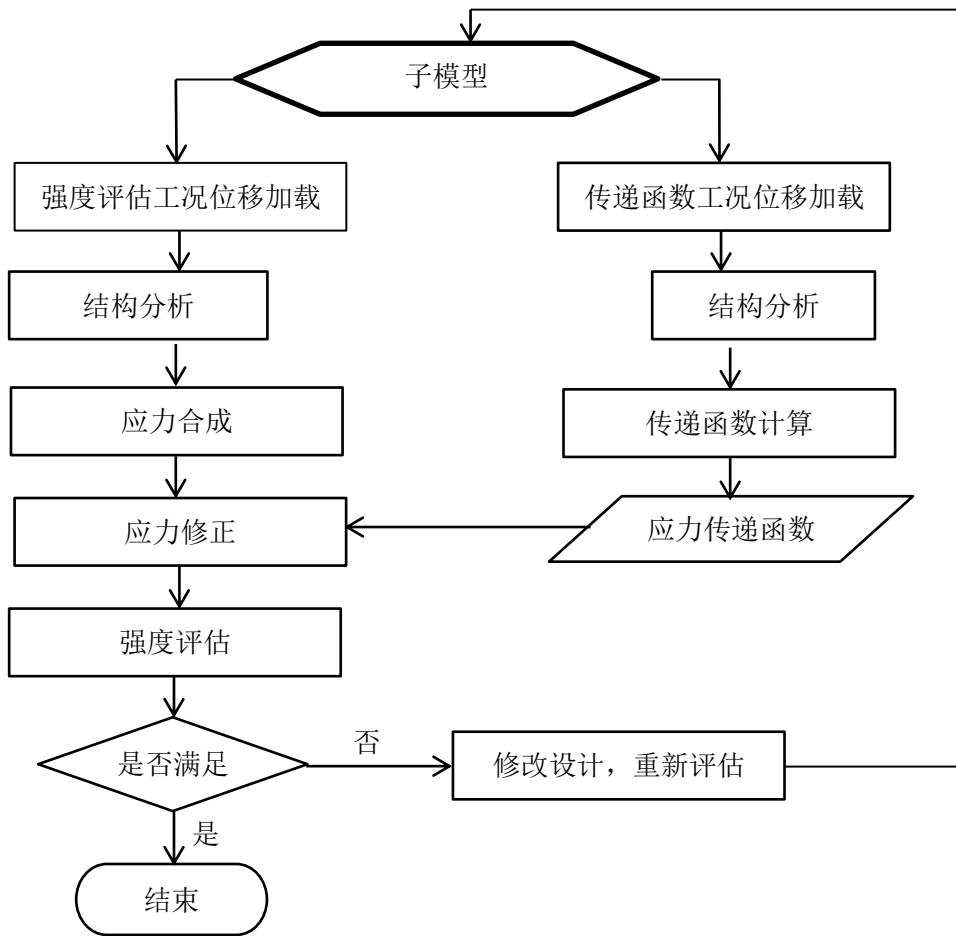 子模型
强度评估工况位移加载
传递函数工况位移加载
结构分析
结构分析
应力合成
传递函数计算
应力修正
应力传递函数
强度评估
是否满足
否
修改设计，重新评估
是
结束